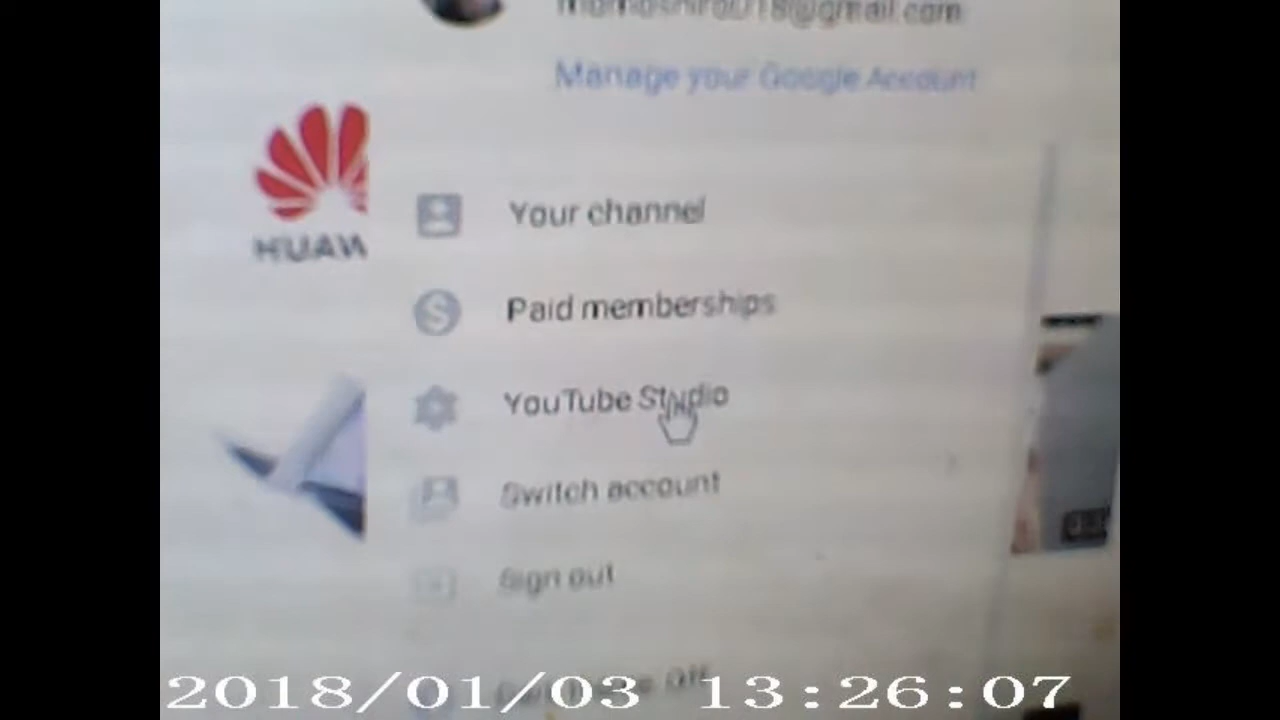 Manage your Google Account
HUAW
Your channel
Paid memberships
YouTube Studio
Switch account
Sign out
2018/01/03 13:26:07